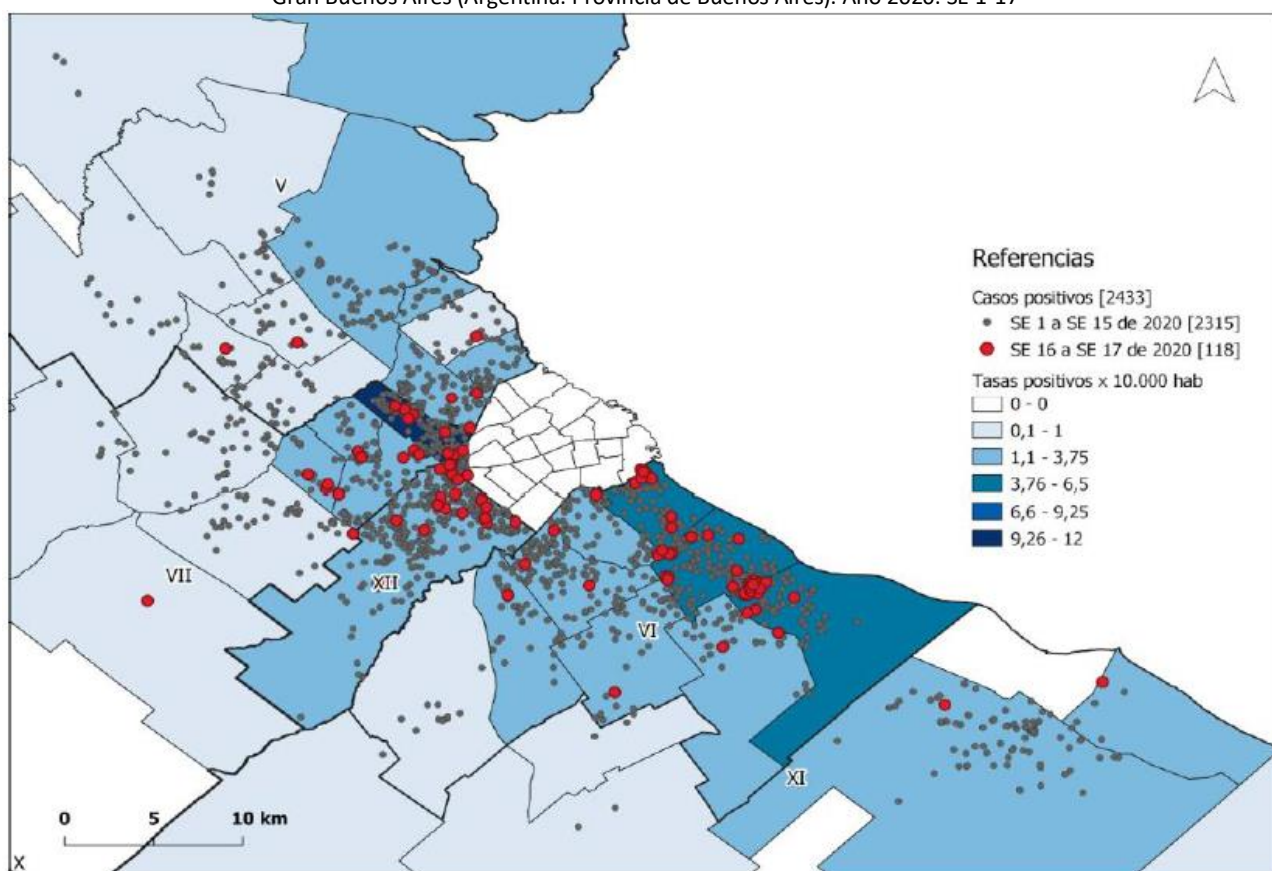 Gran Buenos Aires (Argentina. Provincia de Buenos Aires). Año 2020. SE 1-17
V
Referencias
Casos positivos [2433]
SE 1 a SE 15 de 2020 [2315]
SE 16 a SE 17 de 2020 [118]
Tasas positivos x 10.000 hab
0 - 0
0,1 - 1
1,1 - 3,75
3,76 - 6,5
6,6 - 9,25
9,26 - 12
VII
XII
VI
XI
0 5 10 km
X